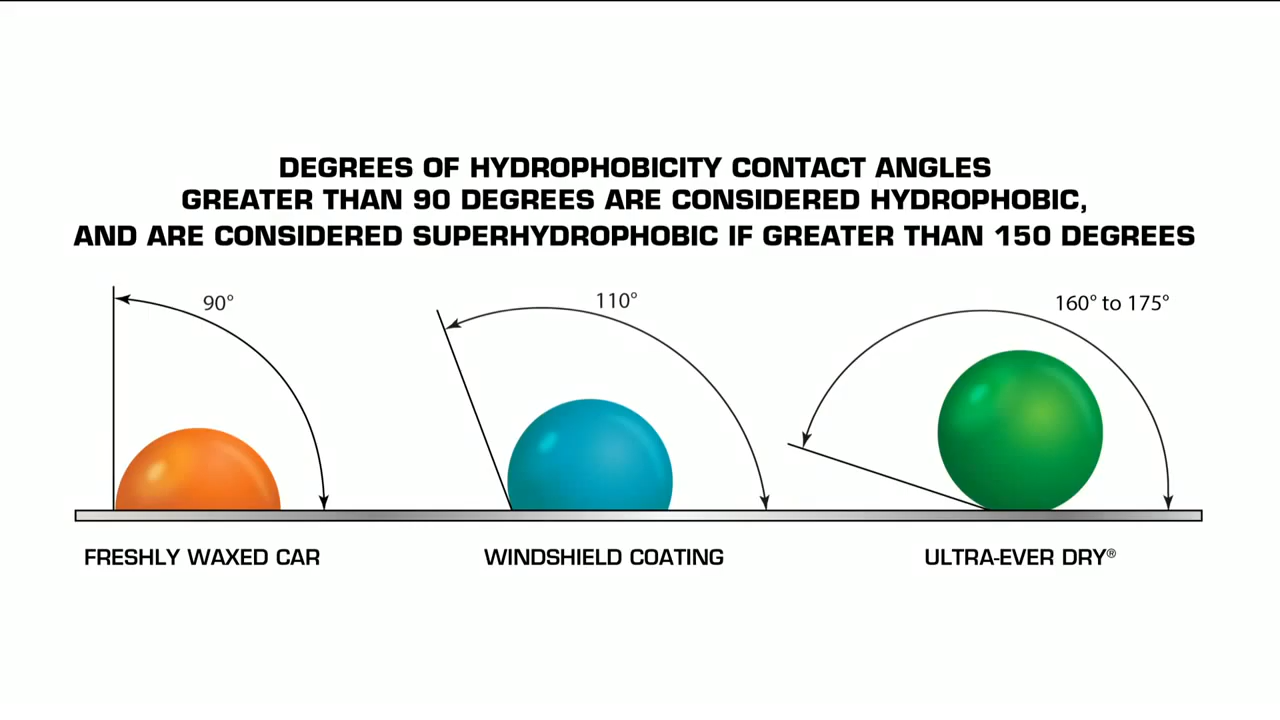 DEGREES OF HYDROPHOBICITY CONTACT ANGLES
GREATER THAN 90 DEGREES ARE CONSIDERED HYDROPHOBIC,
AND ARE CONSIDERED SUPERHYDROPHOBIC IF GREATER THAN 150 DEGREES
90°
110°
160° to 175°
FRESHLY WAXED CAR
WINDSHIELD COATING
ULTRA-EVER DRY®